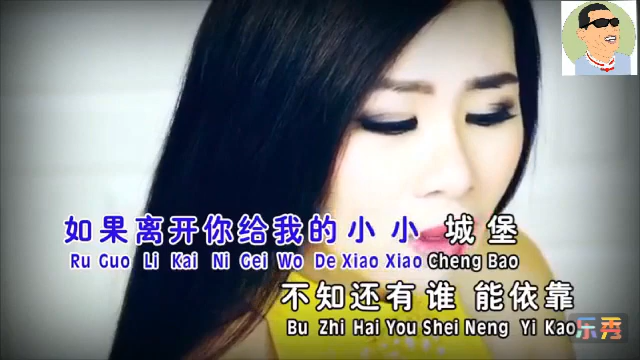 如果离开你给我的小小 城堡
Ru Guo Li Kai Ni Gei Wo De Xiao Xiao Cheng Bao
不知还有谁 能依靠
Bu Zhi Hai You Shei Neng Yi Kao
乐秀